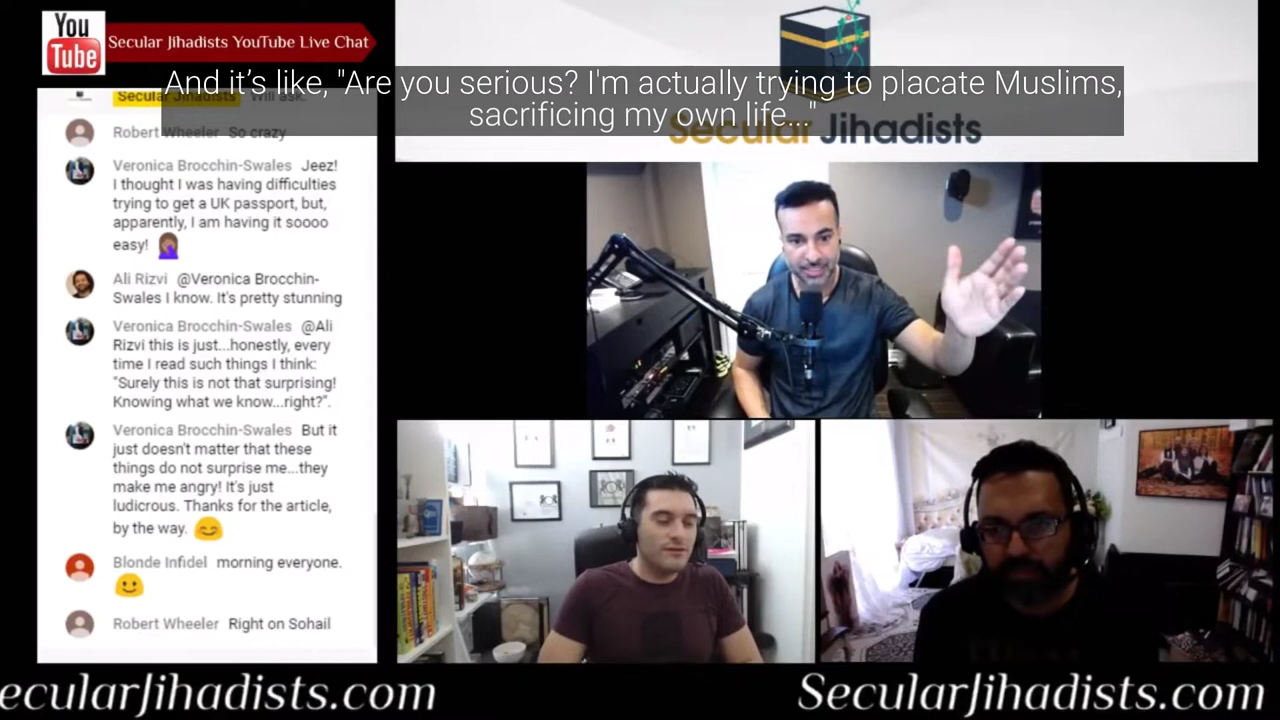 You
Tube
Secular Jihadists YouTube Live Chat
And it's like, "Are you serious? I'm actually trying to placate Muslims,
sacrificing my own life..."
Secular Jihadists
Secular Jihadists Will ask.
Robert Wheeler So crazy
Veronica Brocchin-Swales Jeez!
I thought I was having difficulties
trying to get a UK passport, but,
apparently, I am having it soooo
easy! 🤦🏾‍♀️
Ali Rizvi @Veronica Brocchin-
Swales I know. It's pretty stunning
Veronica Brocchin-Swales @Ali
Rizvi this is just...honestly, every
time I read such things I think:
"Surely this is not that surprising!
Knowing what we know...right?".
Veronica Brocchin-Swales But it
just doesn't matter that these
things do not surprise me...they
make me angry! It's just
ludicrous. Thanks for the article,
by the way. 😊
Blonde Infidel morning everyone.
🙂
Robert Wheeler Right on Sohail
ecularJihadists.com
SecularJihadists.com